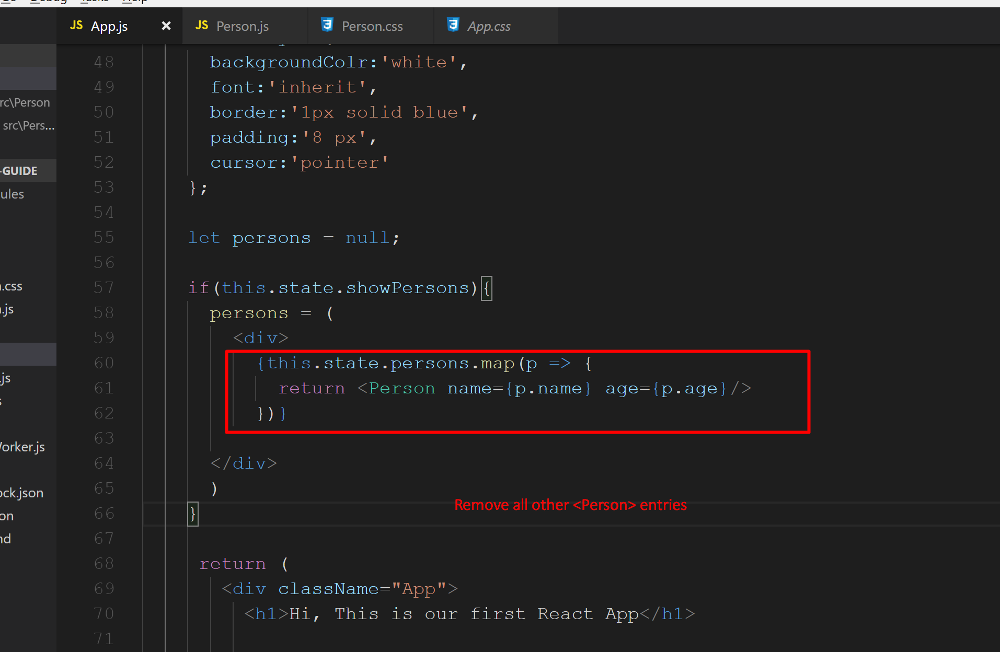 Go Debug Tasks Help
JS App.js × JS Person.js Person.css App.css
rc\Person
src\Pers...
-GUIDE
ules
.css
.js
.js
s
Vorker.js
ock.json
on
nd
48 backgroundColr:'white',
49 font:'inherit',
50 border:'1px solid blue',
51 padding:'8 px',
52 cursor:'pointer'
53 };
54
55 let persons = null;
56
57 if(this.state.showPersons){
58 persons = (
59 <div>
60 {this.state.persons.map(p => {
61 return <Person name={p.name} age={p.age}/>
62 })}
63
64 </div>
65 )
Remove all other <Person> entries
66 }
67
68 return (
69 <div className="App">
70 <h1>Hi, This is our first React App</h1>
71